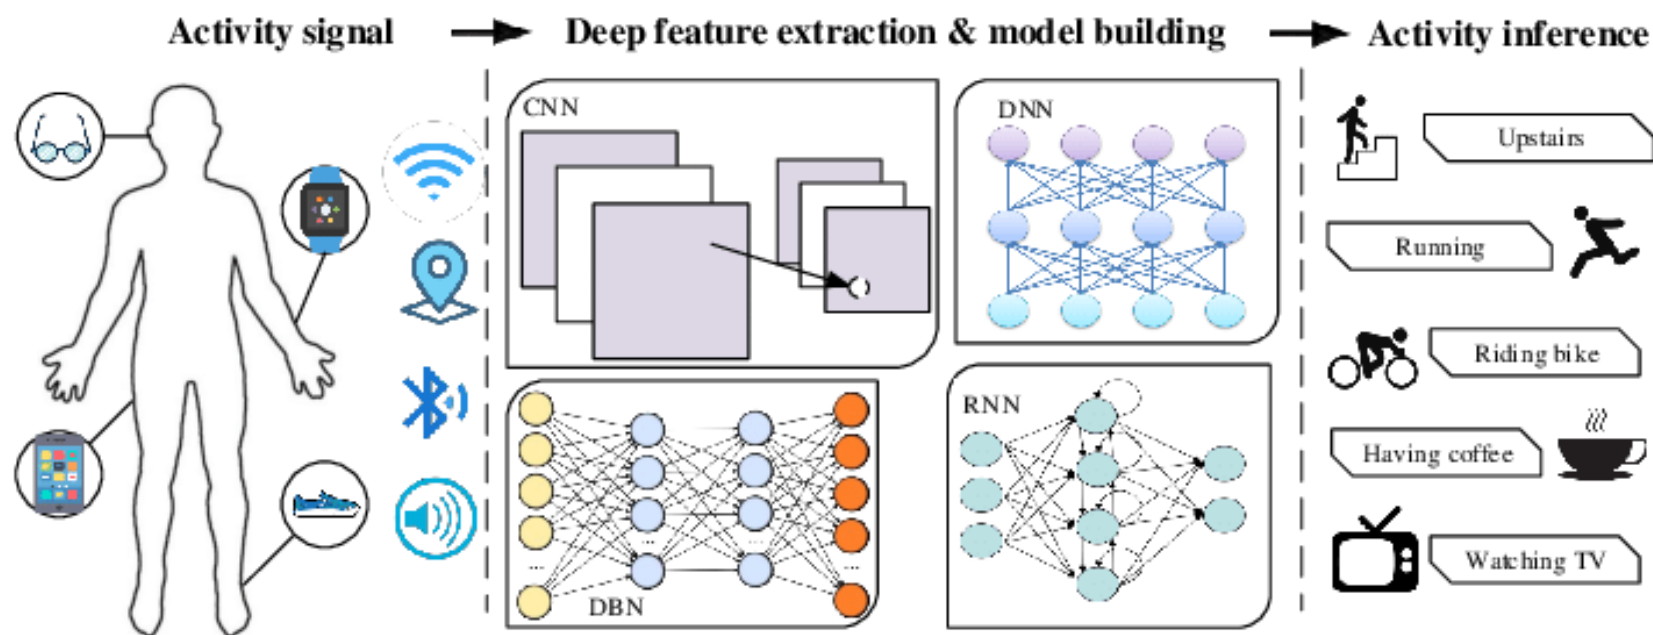 Activity signal
Deep feature extraction & model building
Activity inference
CNN
DNN
DBN
RNN
Upstairs
Running
Riding bike
Having coffee
Watching TV